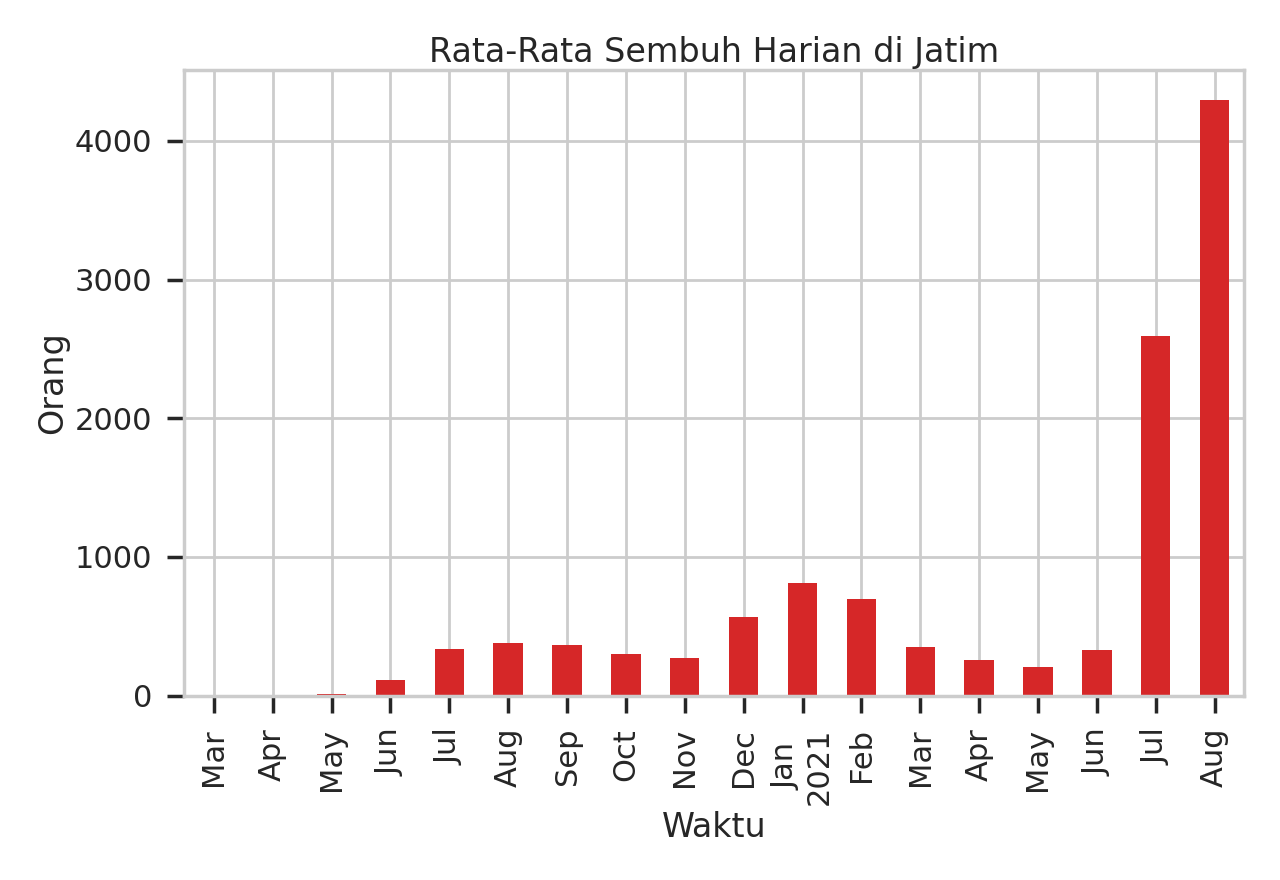 Rata-Rata Sembuh Harian di Jatim
4000
3000
2000
1000
0
Orang
Mar
Apr
May
Jun
Jul
Aug
Sep
Oct
Nov
Dec
Jan
2021
Feb
Mar
Apr
May
Jun
Jul
Aug
Waktu